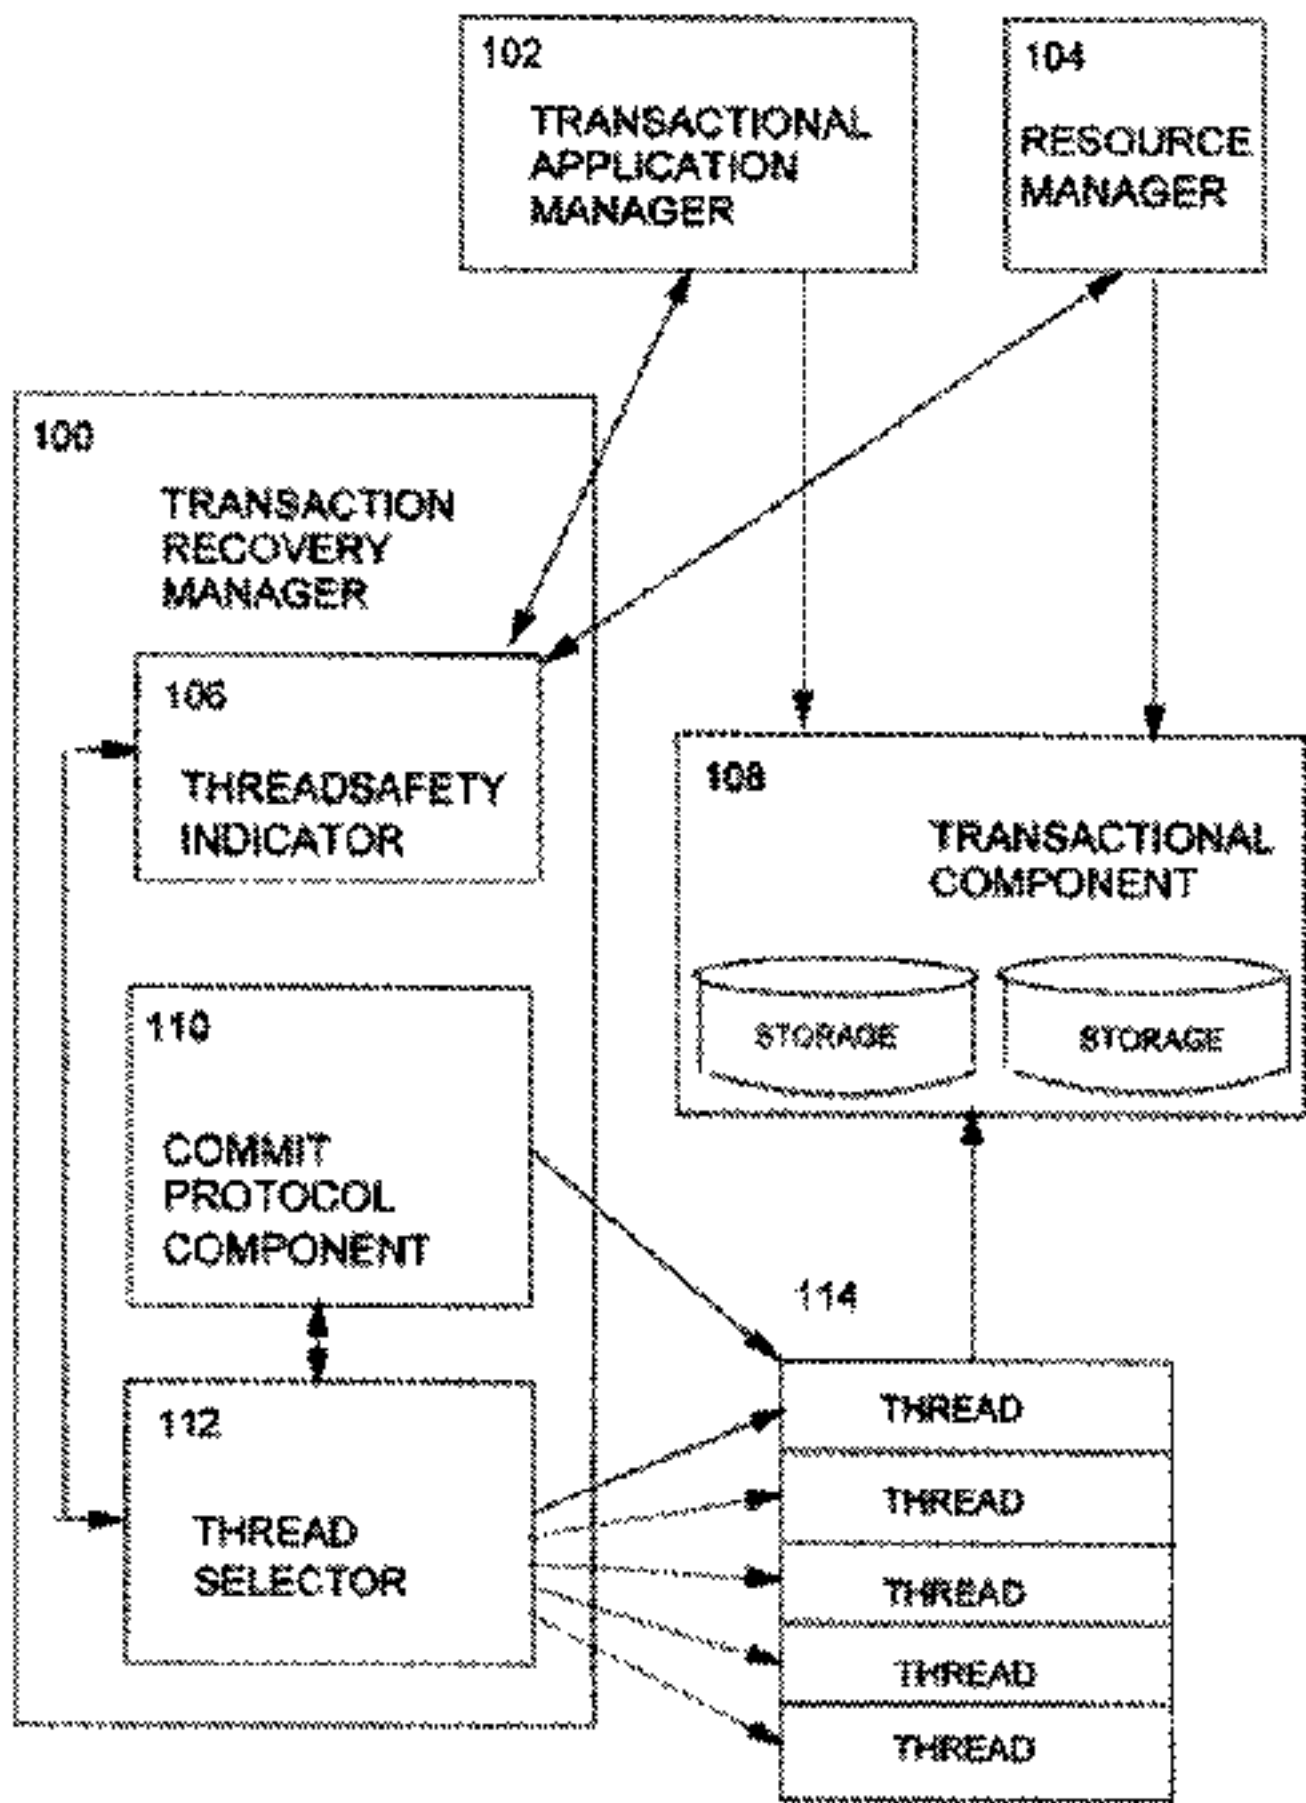 102
TRANSACTIONAL
APPLICATION
MANAGER
104
RESOURCE
MANAGER
100
TRANSACTION
RECOVERY
MANAGER
106
THREADSAFETY
INDICATOR
108
TRANSACTIONAL
COMPONENT
STORAGE
STORAGE
110
COMMIT
PROTOCOL
COMPONENT
114
112
THREAD
SELECTOR
THREAD
THREAD
THREAD
THREAD
THREAD